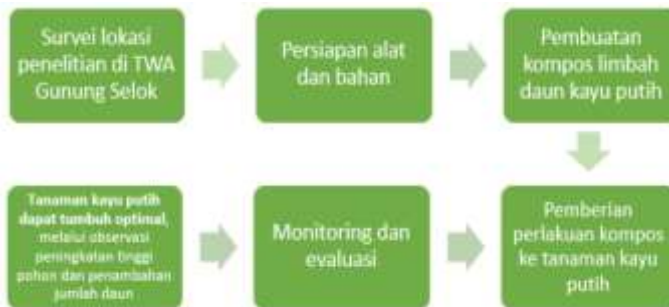 Survei lokasi
penelitian di TWA
Gunung Selok
Persiapan alat
dan bahan
Pembuatan
kompos limbah
daun kayu putih
Tanaman kayu putih
dapat tumbuh optimal,
melalui observasi
peningkatan tinggi
pohon dan penambahan
jumlah daun
Monitoring dan
evaluasi
Pemberian
perlakuan kompos
ke tanaman kayu
putih